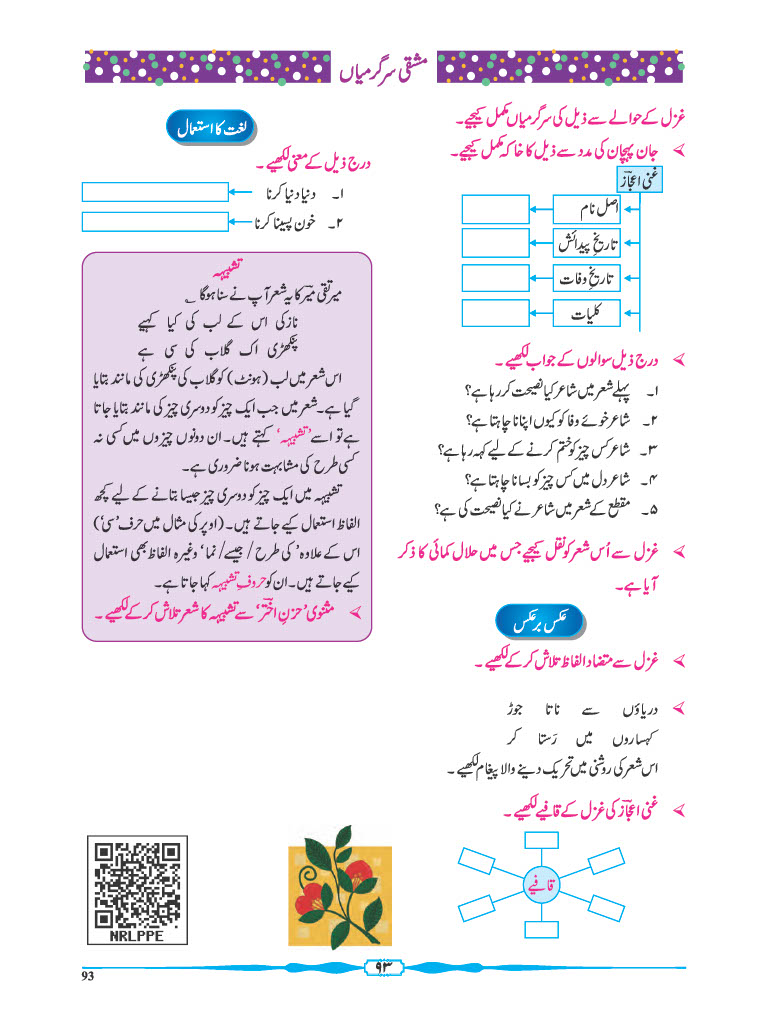 مشقی سرگرمیاں
غزل کے حوالے سے ذیل کی سرگرمیاں مکمل کیجیے۔
جان پہچان کی مدد سے ذیل کا خاکہ مکمل کیجیے۔
غنی اعجازؔ
اصل نام
تاریخِ پیدائش
تاریخِ وفات
کلیات
درج ذیل سوالوں کے جواب لکھیے۔
۱۔ پہلے شعر میں شاعر کیا نصیحت کر رہا ہے؟
۲۔ شاعر خوئے وفا کو کیوں اپنانا چاہتا ہے؟
۳۔ شاعر کس چیز کو ختم کرنے کے لیے کہہ رہا ہے؟
۴۔ شاعر دل میں کس چیز کو بسانا چاہتا ہے؟
۵۔ مقطع کے شعر میں شاعر نے کیا نصیحت کی ہے؟
غزل سے اُس شعر کو نقل کیجیے جس میں حلال کمائی کا ذکر
آیا ہے۔
عکس برعکس
غزل سے متضاد الفاظ تلاش کر کے لکھیے۔
دریاؤں سے ناتا جوڑ
کہساروں میں رَستا کر
اس شعر کی روشنی میں تحریک دینے والا پیغام لکھیے۔
غنی اعجازؔ کی غزل کے قافیے لکھیے۔
قافیے
لغت کا استعمال
درج ذیل کے معنی لکھیے۔
۱۔ دنیا دنیا کرنا
۲۔ خون پسینا کرنا
تشبیہہ
میر تقی میرؔ کا یہ شعر آپ نے سنا ہوگا ؎
نازکی اس کے لب کی کیا کہیے
پنکھڑی اک گلاب کی سی ہے
اس شعر میں لب (ہونٹ) کو گلاب کی پنکھڑی کی مانند بتایا
گیا ہے۔ شعر میں جب ایک چیز کو دوسری چیز کی مانند بتایا جاتا
ہے تو اسے ’تشبیہہ‘ کہتے ہیں۔ ان دونوں چیزوں میں کسی نہ
کسی طرح کی مشابہت ہونا ضروری ہے۔
تشبیہہ میں ایک چیز کو دوسری چیز جیسا بتانے کے لیے کچھ
الفاظ استعمال کیے جاتے ہیں۔ (اوپر کی مثال میں حرف ’سی‘)
اس کے علاوہ ’کی طرح / جیسے / نما‘ وغیرہ الفاظ بھی استعمال
کیے جاتے ہیں۔ ان کو حروفِ تشبیہہ کہا جاتا ہے۔
مثنوی ’حزنِ اخترؔ‘ سے تشبیہہ کا شعر تلاش کر کے لکھیے۔
NRLPPE
۹۳
93